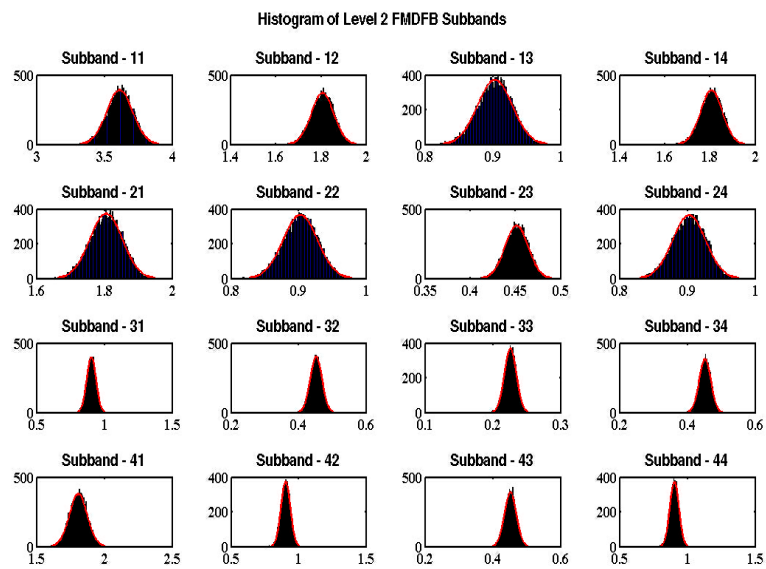 Histogram of Level 2 FMDFB Subbands
Subband - 11 Subband - 12 Subband - 13 Subband - 14
500 500 400 500
200
0 0 0 0
3 3.5 4 1.4 1.6 1.8 2 0.8 0.9 1 1.4 1.6 1.8 2
Subband - 21 Subband - 22 Subband - 23 Subband - 24
400 400 500 400
200 200 200
0 0 0 0
1.6 1.8 2 0.8 0.9 1 0.35 0.4 0.45 0.5 0.8 0.9 1
Subband - 31 Subband - 32 Subband - 33 Subband - 34
500 500 400 500
200
0 0 0 0
0.5 1 1.5 0.2 0.4 0.6 0.1 0.2 0.3 0.2 0.4 0.6
Subband - 41 Subband - 42 Subband - 43 Subband - 44
500 400 500 400
200 200
0 0 0 0
1.5 2 2.5 0.5 1 1.5 0.2 0.4 0.6 0.5 1 1.5